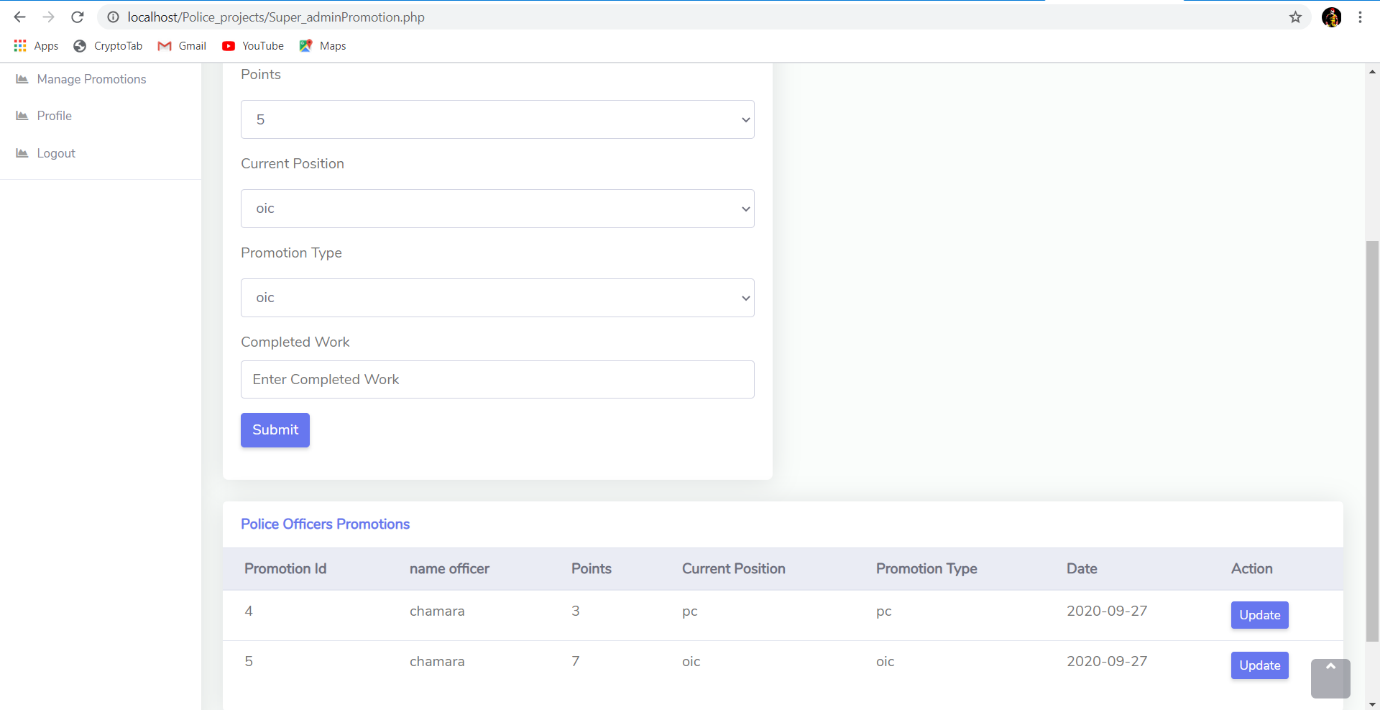 localhost/Police_projects/Super_adminPromotion.php
Apps CryptoTab Gmail YouTube Maps
Manage Promotions
Profile
Logout
Points
5
Current Position
oic
Promotion Type
oic
Completed Work
Enter Completed Work
Submit
Police Officers Promotions
Promotion Id name officer Points Current Position Promotion Type Date Action
4 chamara 3 pc pc 2020-09-27 Update
5 chamara 7 oic oic 2020-09-27 Update